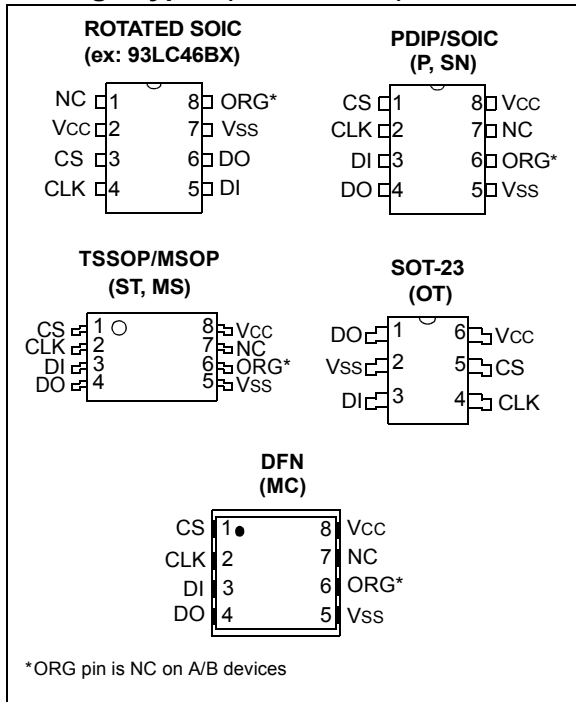 ROTATED SOIC
(ex: 93LC46BX)
NC 1 8 ORG*
VCC 2 7 VSS
CS 3 6 DO
CLK 4 5 DI
PDIP/SOIC
(P, SN)
CS 1 8 VCC
CLK 2 7 NC
DI 3 6 ORG*
DO 4 5 VSS
TSSOP/MSOP
(ST, MS)
CS 1 8 VCC
CLK 2 7 NC
DI 3 6 ORG*
DO 4 5 VSS
SOT-23
(OT)
DO 1 6 VCC
VSS 2 5 CS
DI 3 4 CLK
DFN
(MC)
CS 1 8 VCC
CLK 2 7 NC
DI 3 6 ORG*
DO 4 5 VSS
*ORG pin is NC on A/B devices